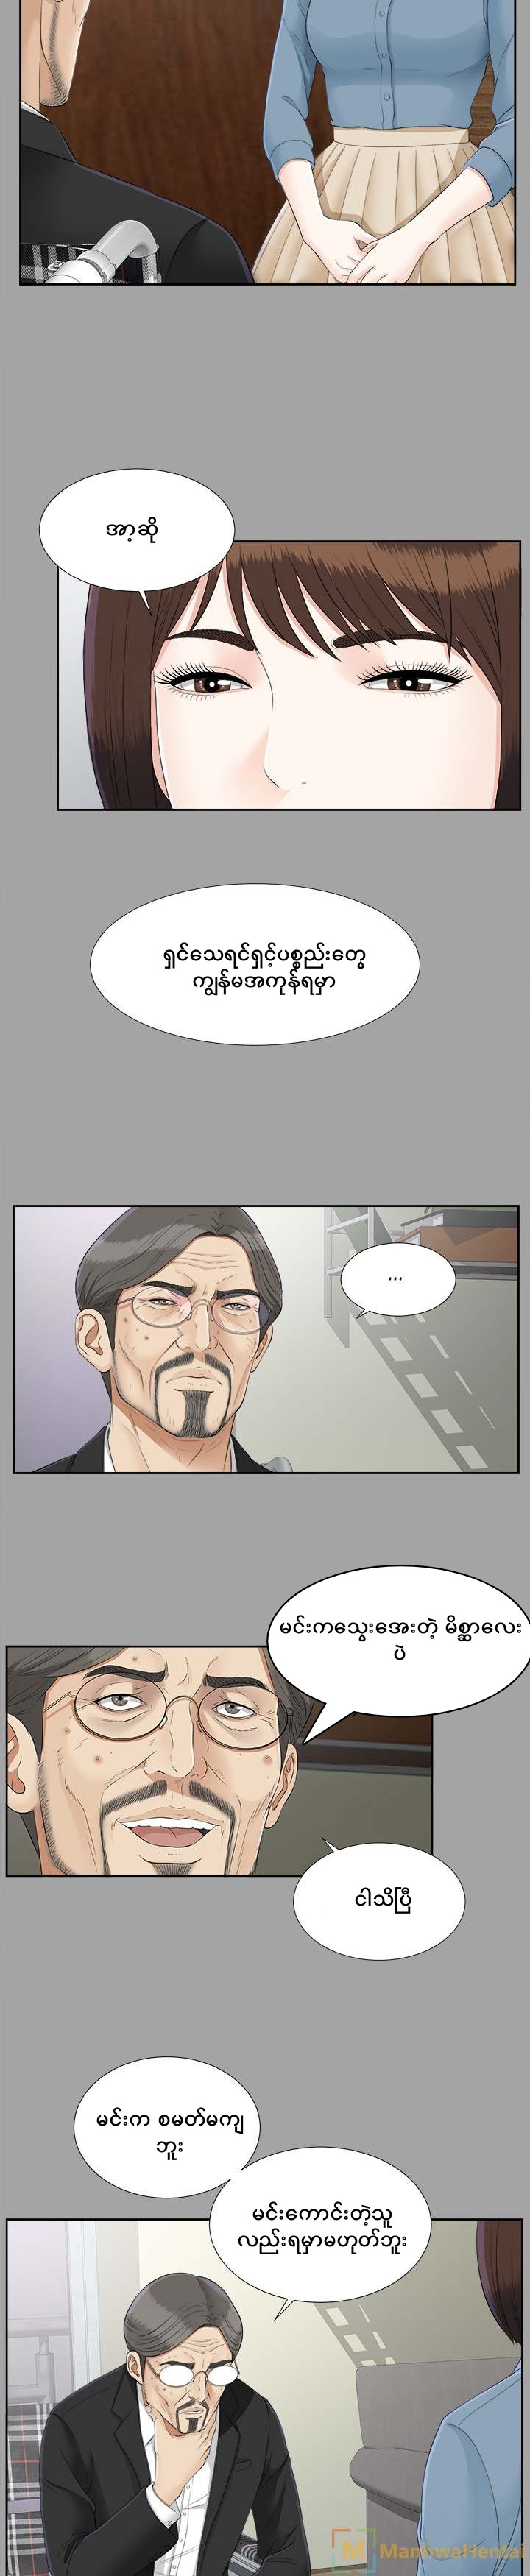 အာ့ဆို
ရှင်သေရင်ရှင့်ပစ္စည်းတွေ
ကျွန်မအကုန်ရမှာ
...
မင်းကသွေးအေးတဲ့ မိစ္ဆာလေး
ပဲ
ငါသိပြီ
မင်းက စမတ်မကျ
ဘူး
မင်းကောင်းတဲ့သူ
လည်းရမှာမဟုတ်ဘူး
M ManhwaHentai